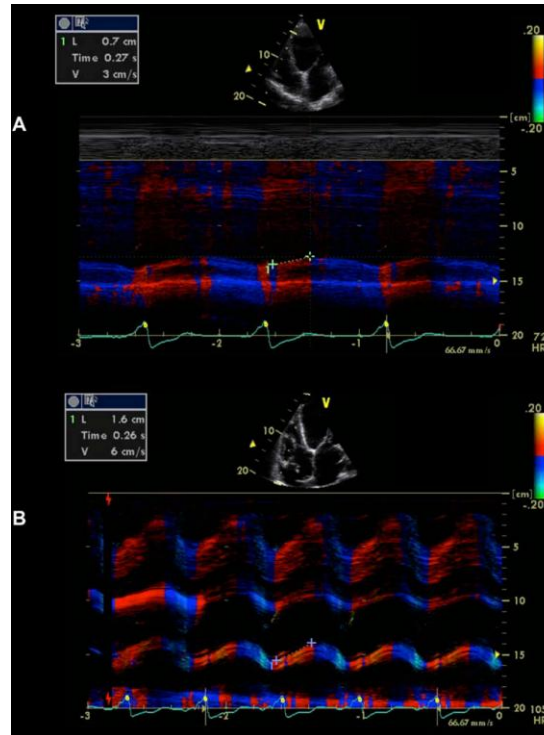 V
.20
1 L 0.7 cm
Time 0.27 s
V 3 cm/s
10
20
-.20
A
[cm]
5
10
15
20
-3
-2
-1
0
72
HR
66.67 mm/s
V
.20
1 L 1.6 cm
Time 0.26 s
V 6 cm/s
10
20
-.20
[cm]
B
5
10
15
20
-3
-2
-1
0
HR
66.67 mm/s